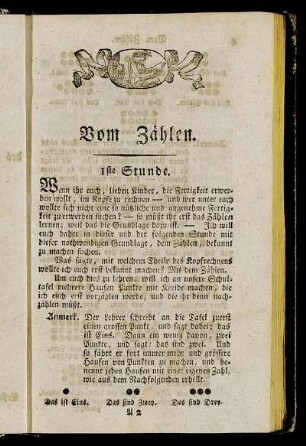 Vom Zählen.
1ste Stunde.
Wenn ihr euch, lieben Kinder, die Fertigkeit erwer-
ben wollt, im Kopfe zu rechnen — und wer unter euch
wollte sich nicht eine so nützliche und angenehme Fertig-
keit zu erwerben suchen? — so müßt ihr erst das Zählen
lernen; weil das die Grundlage dazu ist. — Ich will
euch daher in dieser und der folgenden Stunde mit
dieser nothwendigen Grundlage, dem Zählen, bekannt
zu machen suchen.
Was sagte, mit welchem Theile des Kopfrechnens
wollte ich euch erst bekannt machen? Mit dem Zählen.
Um euch dies zu lehren, will ich an unsre Schul-
tafel mehrere Haufen Punkte mit Kreide machen, die
ich euch erst vorzählen werde, und die ihr dann nach-
zählen müßt.
Anmerk. Der Lehrer schreibt an die Tafel zuerst
einen grossen Punkt, und sagt dabei: das
ist Eins. Dann ein wenig davon, zwei
Punkte, und sagt: das sind zwei. Und
so fährt er fort immer mehr und grössere
Haufen von Punkten zu machen, und be-
nennt jeden Haufen mit einer eignen Zahl,
wie aus dem Nachfolgenden erhellt.
Das ist Eins. Das sind Zwey. Das sind Drey.
A 2